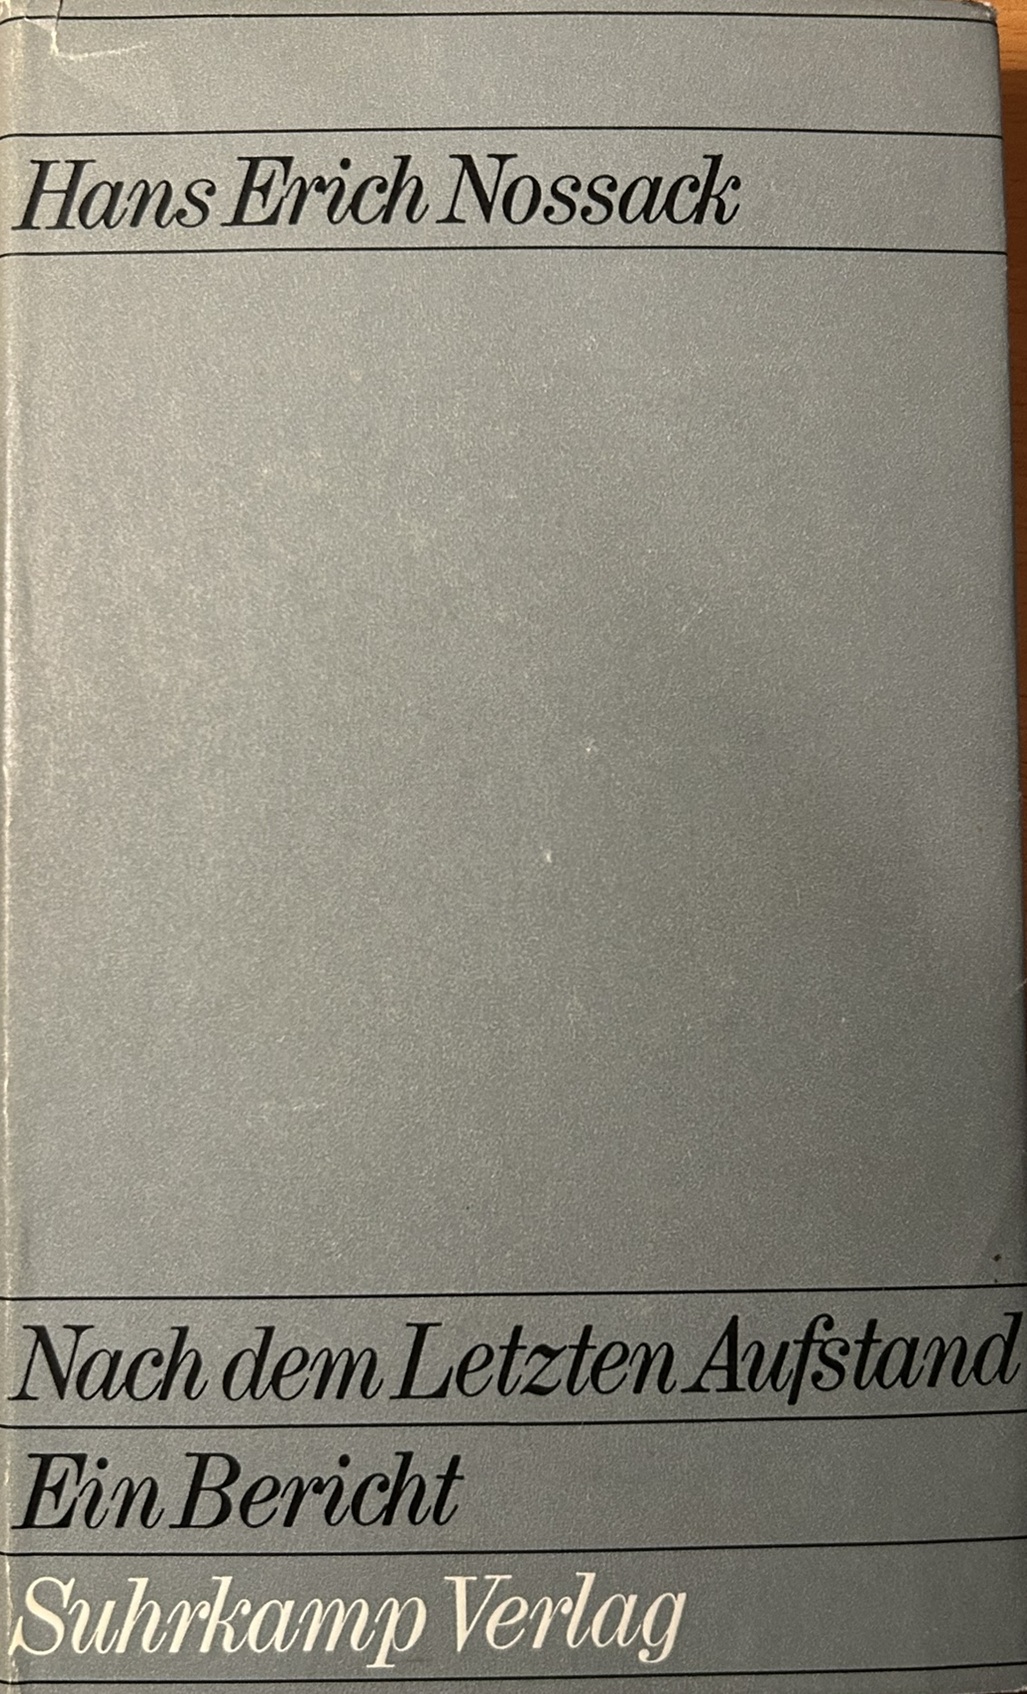 Hans Erich Nossack
Nach dem Letzten Aufstand
Ein Bericht
Suhrkamp Verlag